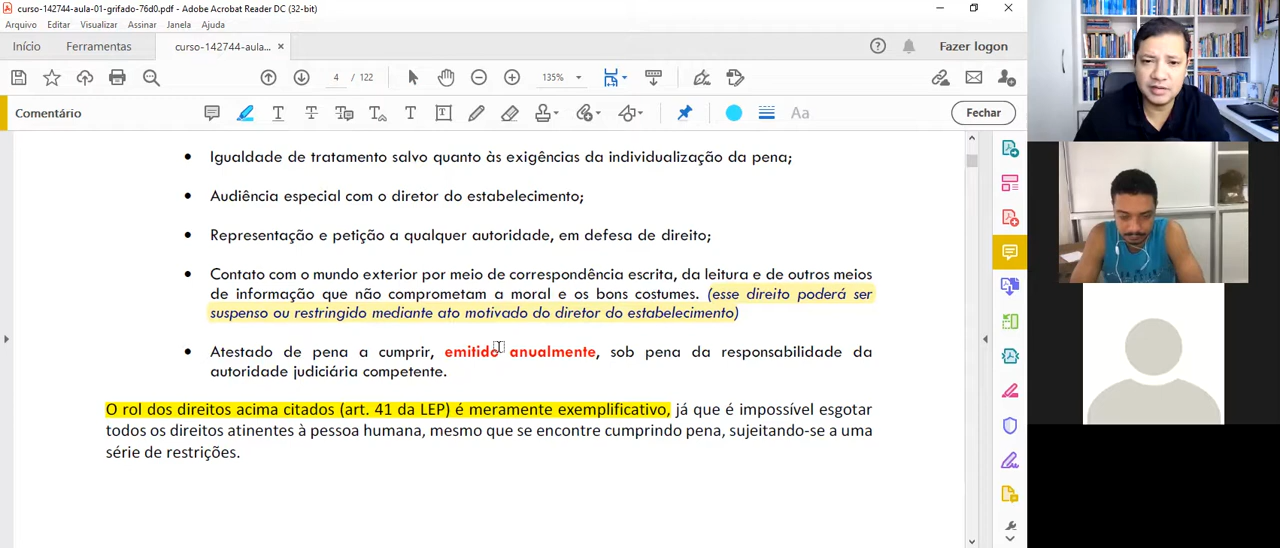 curso-142744-aula-01-grifado-76d0.pdf - Adobe Acrobat Reader DC (32-bit)
Arquivo Editar Visualizar Assinar Janela Ajuda
Início Ferramentas curso-142744-aula... × Fazer logon
4 / 122 135%
Comentário Aa Fechar
• Igualdade de tratamento salvo quanto às exigências da individualização da pena;
• Audiência especial com o diretor do estabelecimento;
• Representação e petição a qualquer autoridade, em defesa de direito;
• Contato com o mundo exterior por meio de correspondência escrita, da leitura e de outros meios
de informação que não comprometam a moral e os bons costumes. (esse direito poderá ser
suspenso ou restringido mediante ato motivado do diretor do estabelecimento)
• Atestado de pena a cumprir, emitido anualmente, sob pena da responsabilidade da
autoridade judiciária competente.
O rol dos direitos acima citados (art. 41 da LEP) é meramente exemplificativo, já que é impossível esgotar
todos os direitos atinentes à pessoa humana, mesmo que se encontre cumprindo pena, sujeitando-se a uma
série de restrições.